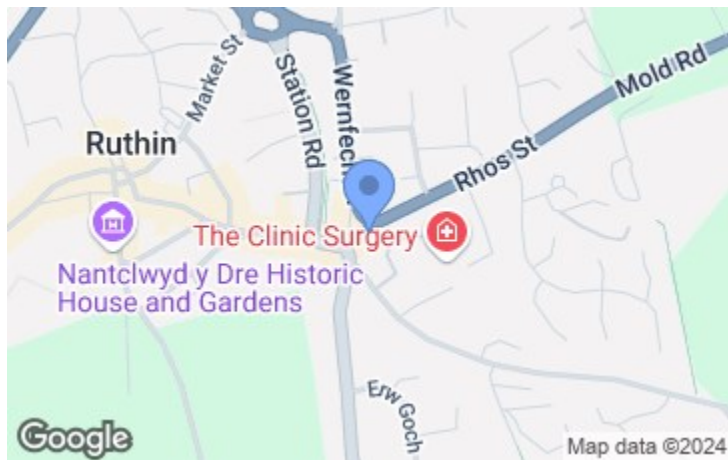 Market St
Station Rd
Wernfech
Mold Rd
Ruthin
Rhos St
The Clinic Surgery
Nantclwyd y Dre Historic
House and Gardens
Erw Goch
Google
Map data ©2024